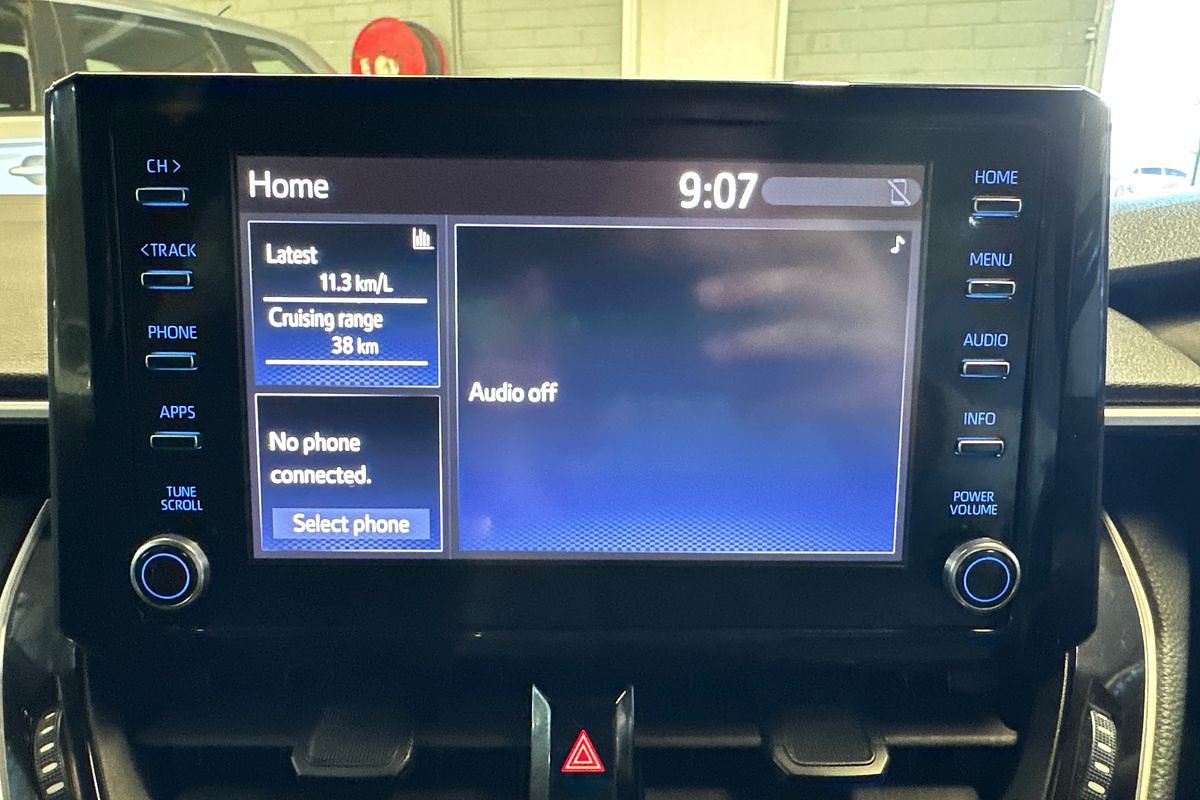 CH >
<TRACK
PHONE
APPS
TUNE
SCROLL
Home
9:07
Latest
11.3 km/L
Cruising range
38 km
No phone
connected.
Select phone
Audio off
HOME
MENU
AUDIO
INFO
POWER
VOLUME